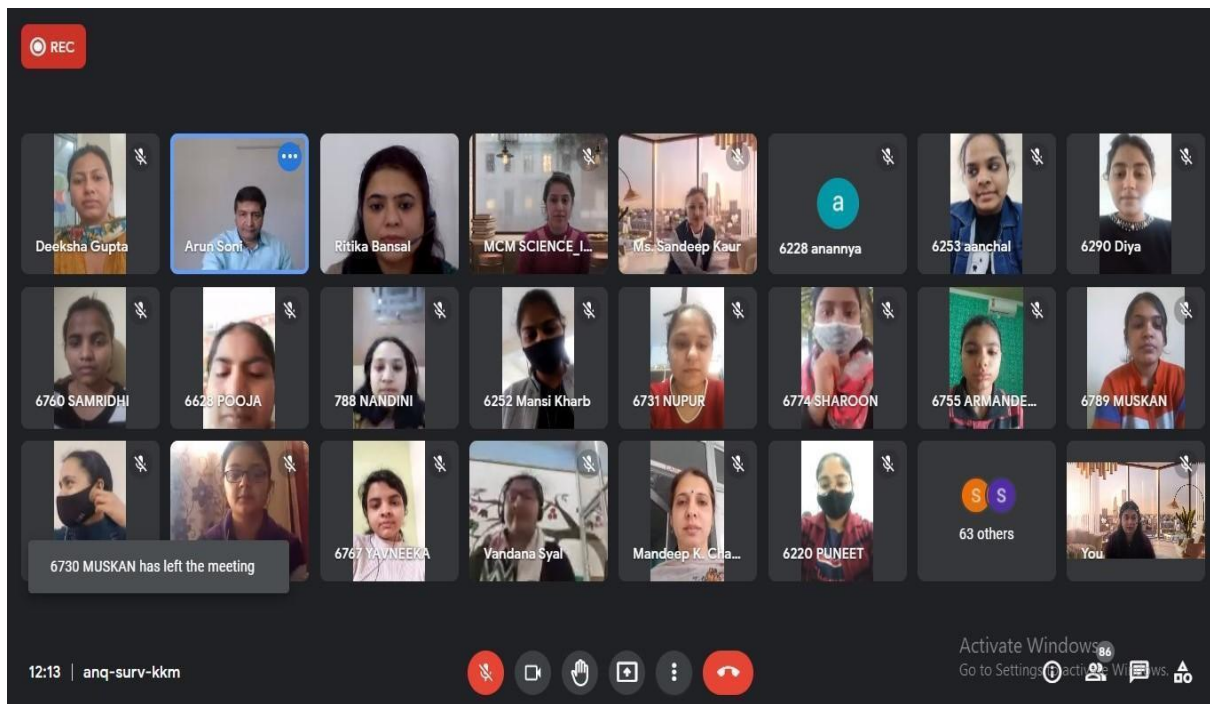 REC
Deeksha Gupta
Arun Soni
Ritika Bansal
MCM SCIENCE_I...
Ms. Sandeep Kaur
a
6228 anannya
6253 aanchal
6290 Diya
6760 SAMRIDHI
6628 POOJA
788 NANDINI
6252 Mansi Kharb
6731 NUPUR
6774 SHAROON
6755 ARMANDE...
6789 MUSKAN
6767 YAVNEEKA
Vandana Syal
Mandeep K. Cha...
6220 PUNEET
S S
63 others
You
6730 MUSKAN has left the meeting
12:13 | anq-surv-kkm
Activate Windows
86
Go to Settings to activate Windows.